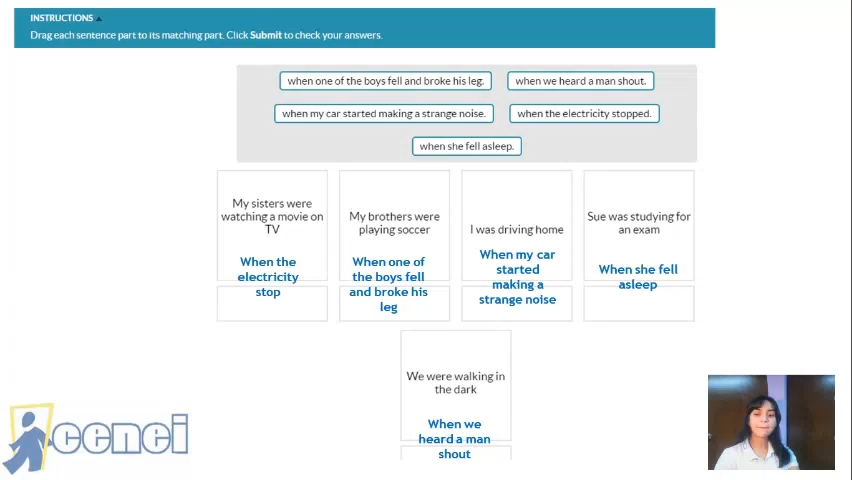 INSTRUCTIONS
Drag each sentence part to its matching part. Click Submit to check your answers.
when one of the boys fell and broke his leg.
when we heard a man shout.
when my car started making a strange noise.
when the electricity stopped.
when she fell asleep.
My sisters were
watching a movie on
TV
When the
electricity
stop
My brothers were
playing soccer
When one of
the boys fell
and broke his
leg
I was driving home
When my car
started
making a
strange noise
Sue was studying for
an exam
When she fell
asleep
We were walking in
the dark
When we
heard a man
shout
cenei